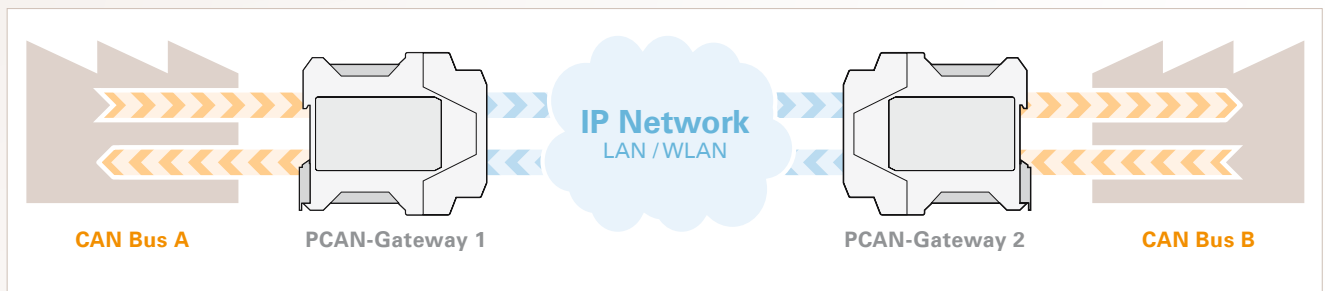 IP Network
LAN / WLAN
CAN Bus A
PCAN-Gateway 1
PCAN-Gateway 2
CAN Bus B